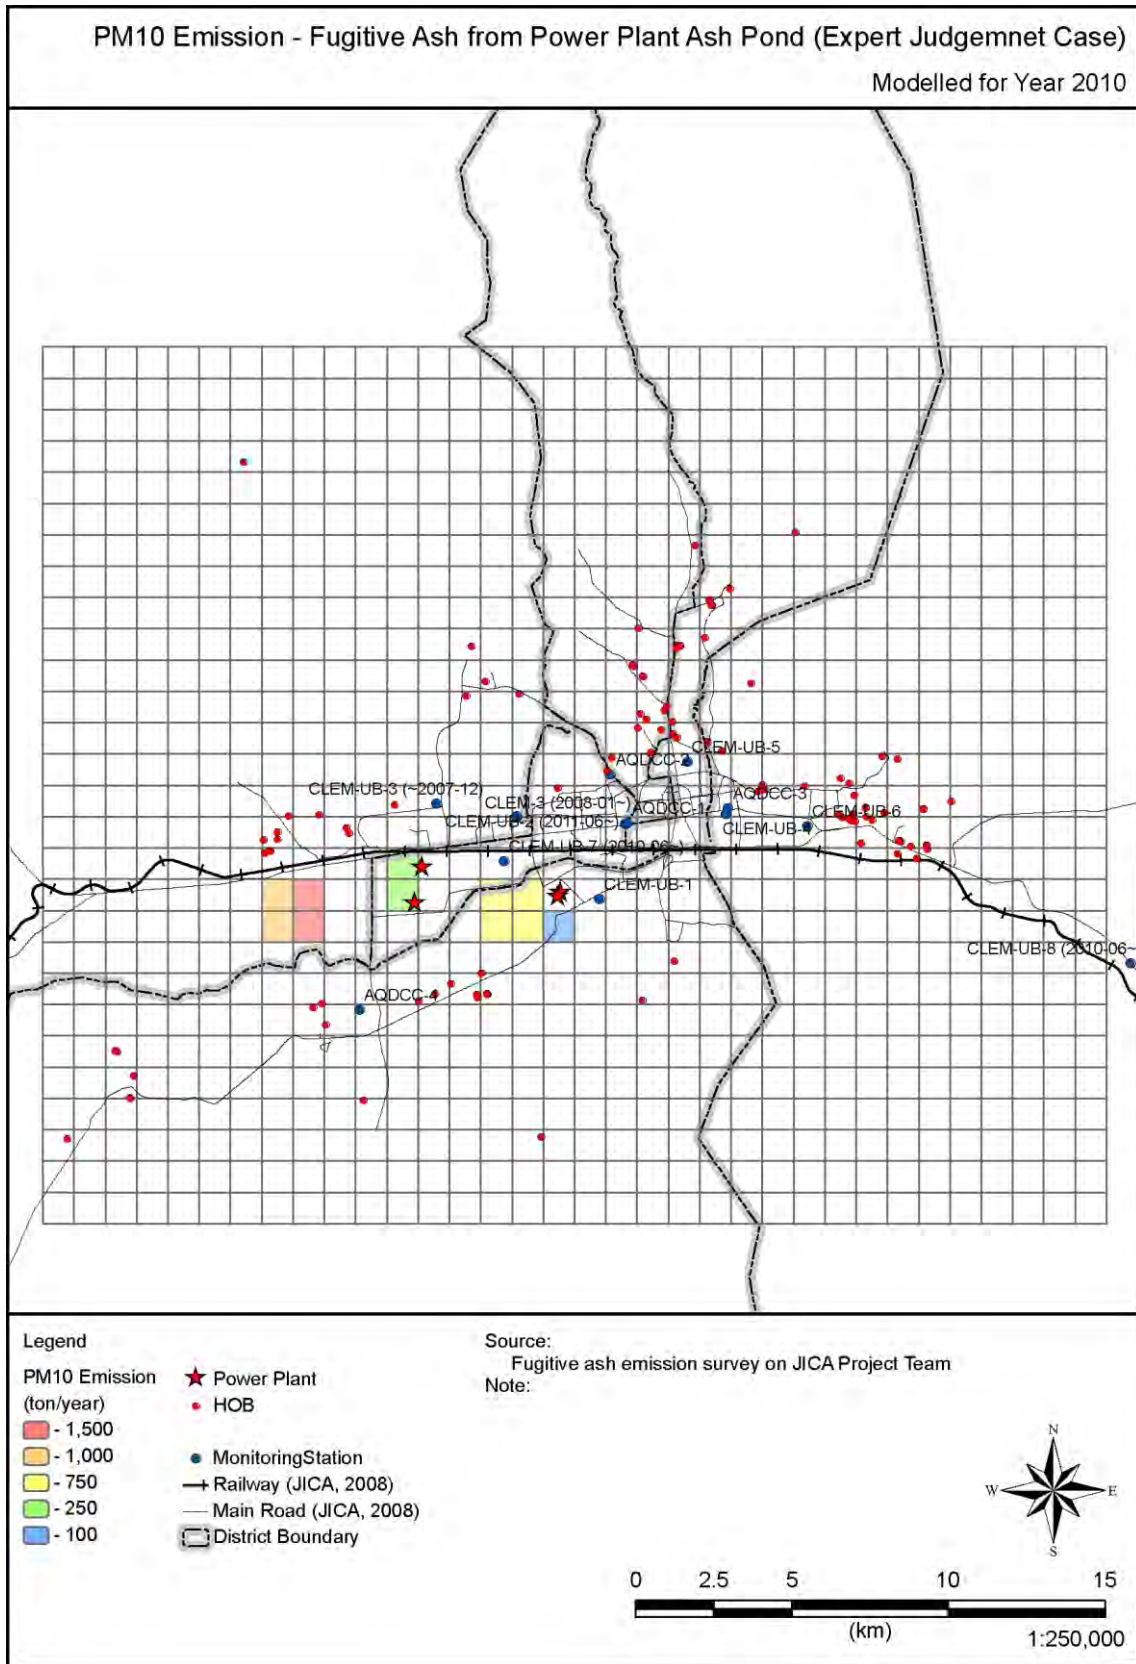 PM10 Emission - Fugitive Ash from Power Plant Ash Pond (Expert Judgemnet Case)
Modelled for Year 2010
CLEM-UB-5
AQDCC-2
CLEM-UB-3 (~2007-12)
AQDCC-3
CLEM-3 (2008-01~)
AQDCC-1
CLEM-UB-6
CLEM-UB-2 (2011-06~)
CLEM-UB-4
CLEM-UB-7 (2010-06~)
CLEM-UB-1
CLEM-UB-8 (2010-06~
AQDCC-4
Legend
PM10 Emission
(ton/year)
- 1,500
- 1,000
- 750
- 250
- 100
Power Plant
HOB
MonitoringStation
Railway (JICA, 2008)
Main Road (JICA, 2008)
District Boundary
Source:
Fugitive ash emission survey on JICA Project Team
Note:
N
W
E
S
0 2.5 5 10 15
(km)
1:250,000